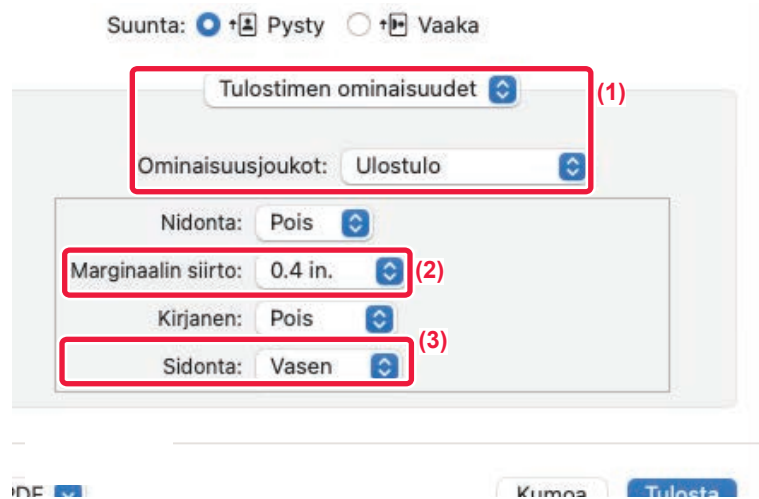 Suunta: Pysty Vaaka
Tulostimen ominaisuudet (1)
Ominaisuusjoukot: Ulostulo
Nidonta: Pois
Marginaalin siirto: 0.4 in. (2)
Kirjanen: Pois
(3)
Sidonta: Vasen
PDF Kumoa Tulosta